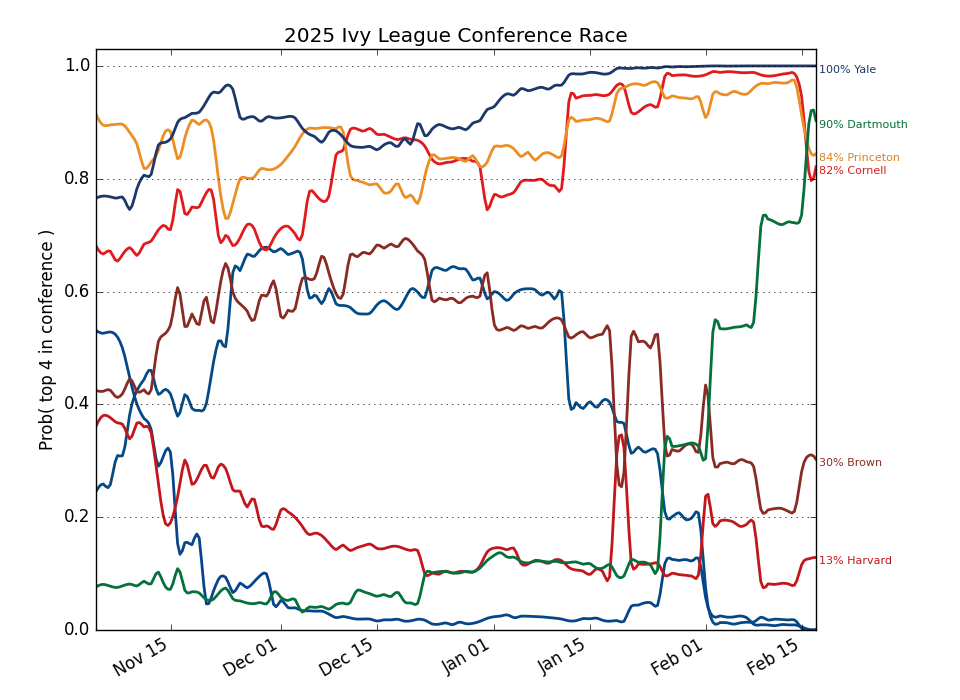 2025 Ivy League Conference Race
Prob( top 4 in conference )
1.0
0.8
0.6
0.4
0.2
0.0
Nov 15
Dec 01
Dec 15
Jan 01
Jan 15
Feb 01
Feb 15
100% Yale
90% Dartmouth
84% Princeton
82% Cornell
30% Brown
13% Harvard